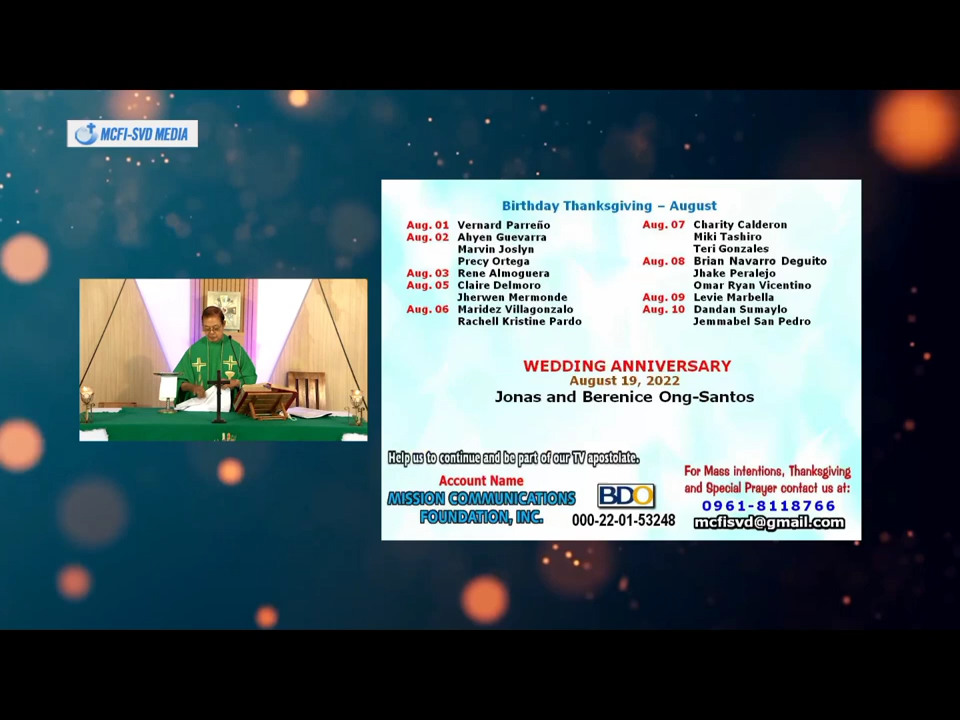 MCFI-SVD MEDIA
Birthday Thanksgiving – August
Aug. 01 Vernard Parreño
Aug. 02 Ahyen Guevarra
Marvin Joslyn
Precy Ortega
Aug. 03 Rene Almoguera
Aug. 05 Claire Delmoro
Jherwen Mermonde
Aug. 06 Maridez Villagonzalo
Rachell Kristine Pardo
Aug. 07 Charity Calderon
Miki Tashiro
Teri Gonzales
Aug. 08 Brian Navarro Deguito
Jhake Peralejo
Omar Ryan Vicentino
Aug. 09 Levie Marbella
Aug. 10 Dandan Sumaylo
Jemmabel San Pedro
WEDDING ANNIVERSARY
August 19, 2022
Jonas and Berenice Ong-Santos
Help us to continue and be part of our TV apostolate.
Account Name
MISSION COMMUNICATIONS
FOUNDATION, INC.
BDO
000-22-01-53248
For Mass intentions, Thanksgiving
and Special Prayer contact us at:
0961-8118766
mcfisvd@gmail.com